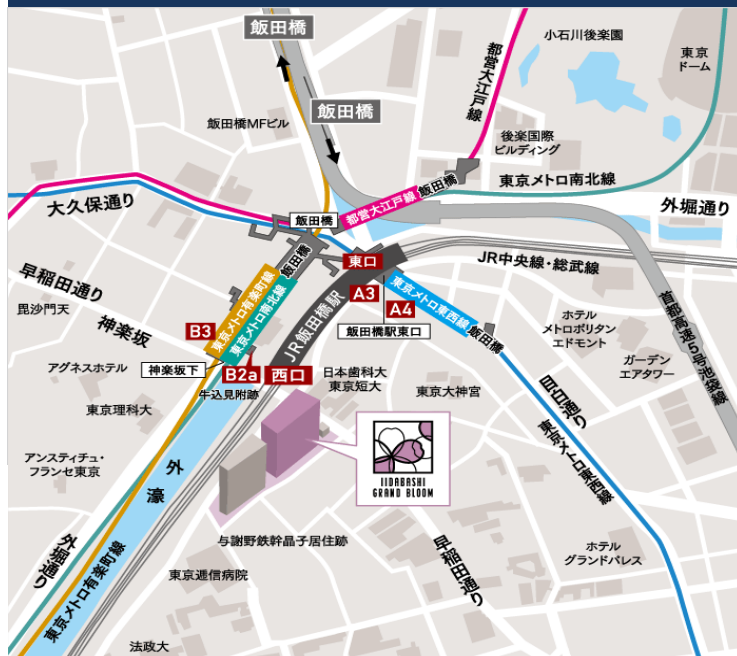 飯田橋
飯田橋
都営大江戸線
小石川後楽園
東京
ドーム
飯田橋MFビル
後楽国際
ビルディング
東京メトロ南北線
大久保通り
飯田橋
都営大江戸線
飯田橋
外堀通り
早稲田通り
毘沙門天
神楽坂
飯田橋
東口
JR中央線・総武線
B3
東京メトロ有楽町線
東京メトロ南北線
JR飯田橋駅
A3
A4
東京メトロ東西線
飯田橋
飯田橋駅東口
首都高速5号池袋線
ホテル
メトロポリタン
エドモント
アグネスホテル
神楽坂下
B2a
西口
牛込見附跡
日本歯科大
東京短大
東京大神宮
ガーデン
エアタワー
目白通り
東京メトロ東西線
東京理科大
アンスティチュ・
フランセ東京
外濠
IIDABASHI
GRAND BLOOM
外堀通り
東京メトロ有楽町線
与謝野鉄幹晶子居住跡
早稲田通り
ホテル
グランドパレス
東京逓信病院
法政大